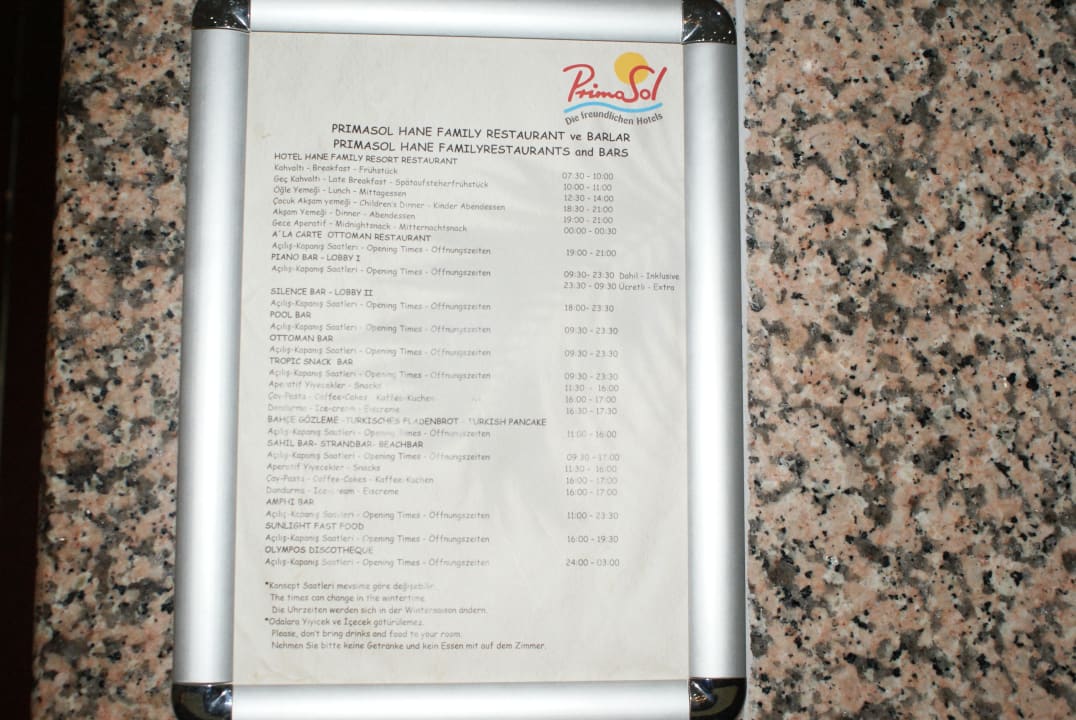 PrimaSol
Die freundlichen Hotels
PRIMASOL HANE FAMILY RESTAURANT ve BARLAR
PRIMASOL HANE FAMILYRESTAURANTS and BARS
HOTEL HANE FAMILY RESORT RESTAURANT
Kahvaltı - Breakfast - Frühstück 07:30 - 10:00
Geç Kahvaltı - Late Breakfast - Spätaufsteherfrühstück 10:00 - 11:00
Öğle Yemeği - Lunch - Mittagessen 12:30 - 14:00
Çocuk Akşam yemeği - Children's Dinner - Kinder Abendessen 18:30 - 21:00
Akşam Yemeği - Dinner - Abendessen 19:00 - 21:00
Gece Aperatif - Midnightsnack - Mitternachtsnack 00:00 - 00:30
A´LA CARTE OTTOMAN RESTAURANT
Açılış-Kapanış Saatleri - Opening Times - Öffnungszeiten 19:00 - 21:00
PIANO BAR - LOBBY I
Açılış-Kapanış Saatleri - Opening Times - Öffnungszeiten 09:30- 23:30 Dahil - Inklusive
23:30 - 09:30 Ücretli - Extra
SILENCE BAR - LOBBY II
Açılış-Kapanış Saatleri - Opening Times - Öffnungszeiten 18:00- 23:30
POOL BAR
Açılış-Kapanış Saatleri - Opening Times - Öffnungszeiten 09:30 - 23:30
OTTOMAN BAR
Açılış-Kapanış Saatleri - Opening Times - Öffnungszeiten 09:30 - 23:30
TROPIC SNACK BAR
Açılış-Kapanış Saatleri - Opening Times - Öffnungszeiten 09:30 - 23:30
Aperatif Yiyecekler - Snacks 11:30 - 16:00
Çay-Pasta - Coffee-Cakes - Kaffee-Kuchen 16:00 - 17:00
Dondurma - Ice-cream - Eiscreme 16:30 - 17:30
BAHÇE GÖZLEME -TÜRKISCHES FLADENBROT - TURKISH PANCAKE
Açılış-Kapanış Saatleri - Opening Times - Öffnungszeiten 11:00 - 16:00
SAHIL BAR- STRANDBAR- BEACHBAR
Açılış-Kapanış Saatleri - Opening Times - Öffnungszeiten 09:30 - 17:00
Aperatif Yiyecekler - Snacks 11:30 - 16:00
Çay-Pasta - Coffee-Cakes - Kaffee-Kuchen 16:00 - 17:00
Dondurma - Ice-cream - Eiscreme 16:00 - 17:00
AMPHI BAR
Açılış-Kapanış Saatleri - Opening Times - Öffnungszeiten 11:00 - 23:30
SUNLIGHT FAST FOOD
Açılış-Kapanış Saatleri - Opening Times - Öffnungszeiten 16:00 - 19:30
OLYMPOS DISCOTHEQUE
Açılış-Kapanış Saatleri - Opening Times - Öffnungszeiten 24:00 - 03:00
*Konsept Saatleri mevsime göre değişebilir.
The times can change in the wintertime.
Die Uhrzeiten werden sich in der Wintersaison ändern.
*Odalara Yiyicek ve İçecek götürülemez.
Please, don't bring drinks and food to your room.
Nehmen Sie bitte keine Getränke und kein Essen mit auf dem Zimmer.